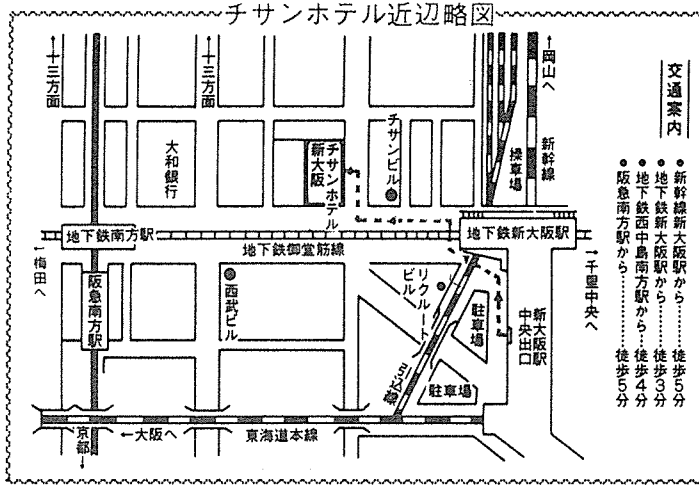 チサンホテル近辺略図
交通案内
●新幹線新大阪駅から………徒歩5分
●地下鉄新大阪駅から………徒歩3分
●地下鉄西中島南方駅から…徒歩4分
●阪急南方駅から……………徒歩5分
←十三方面
←十三方面
←岡山へ
新幹線
操車場
大和銀行
チサンホテル
新大阪
チサンビル
地下鉄南方駅
地下鉄御堂筋線
地下鉄新大阪駅
←梅田へ
→千里中央へ
阪急南方駅
西武ビル
リクルート
ビル
駐車場
駐車場
新大阪駅
中央出口
京都→
←大阪へ
東海道本線